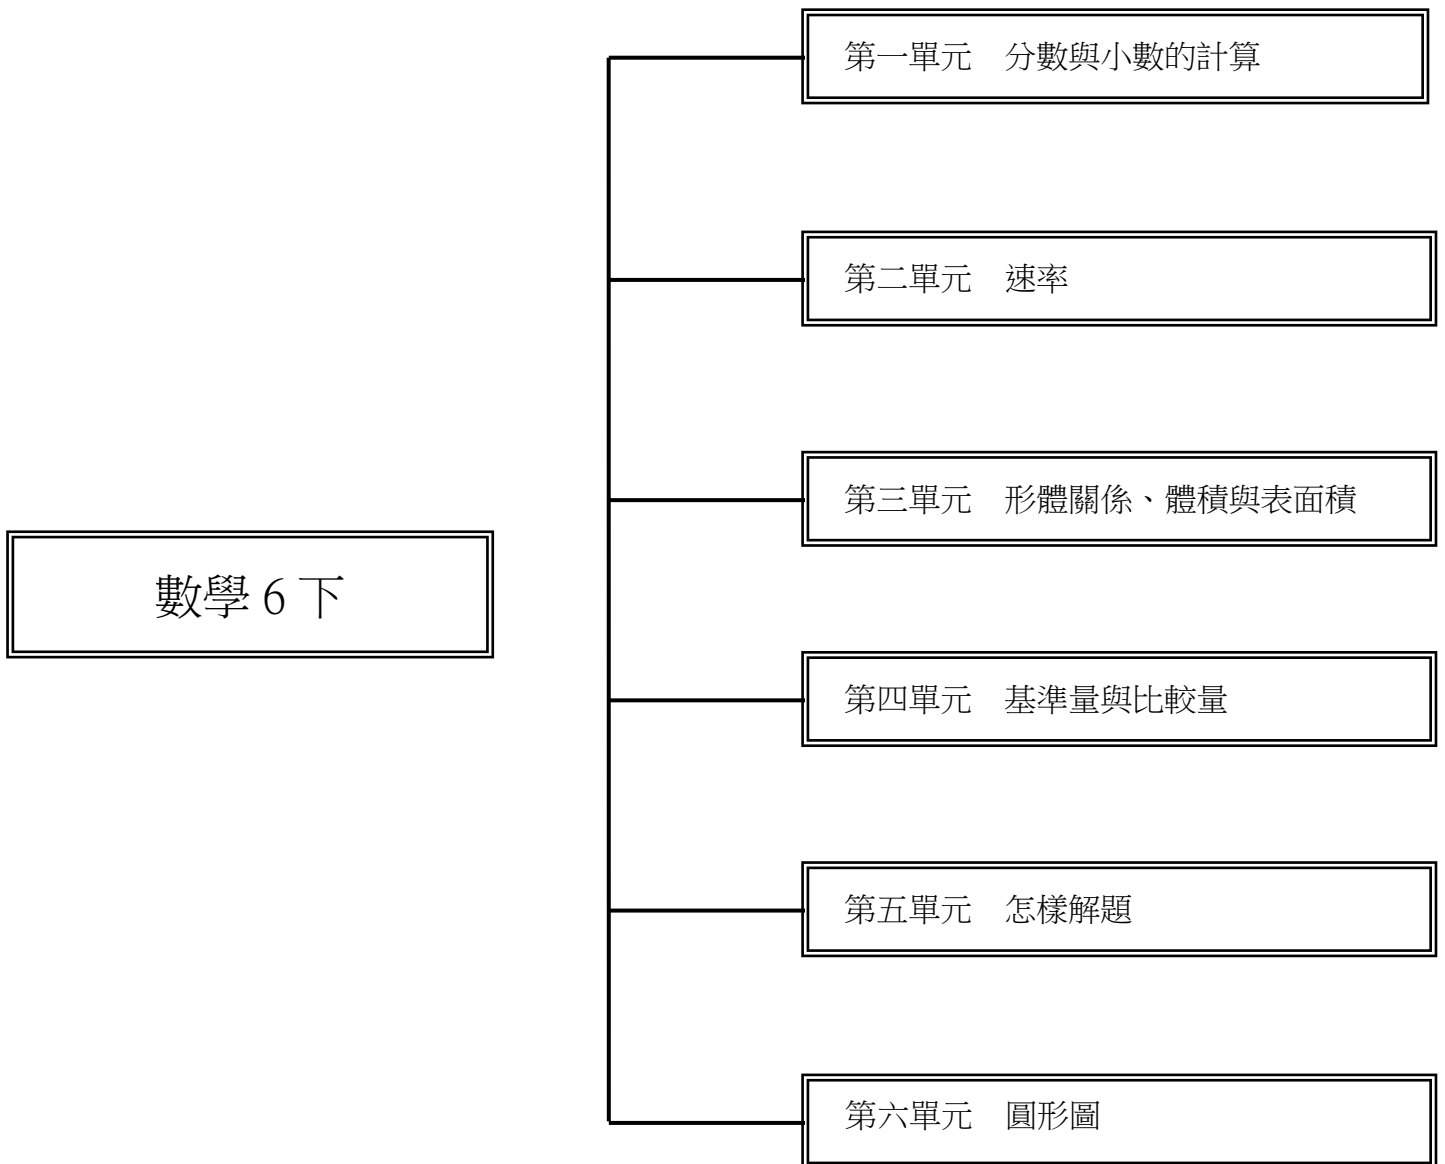 第一單元　分數與小數的計算
第二單元　速率
第三單元　形體關係、體積與表面積
數學 6 下
第四單元　基準量與比較量
第五單元　怎樣解題
第六單元　圓形圖